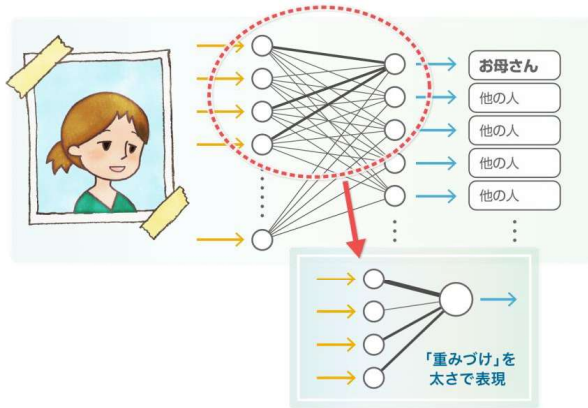 お母さん
他の人
他の人
他の人
他の人
「重みづけ」を
太さで表現